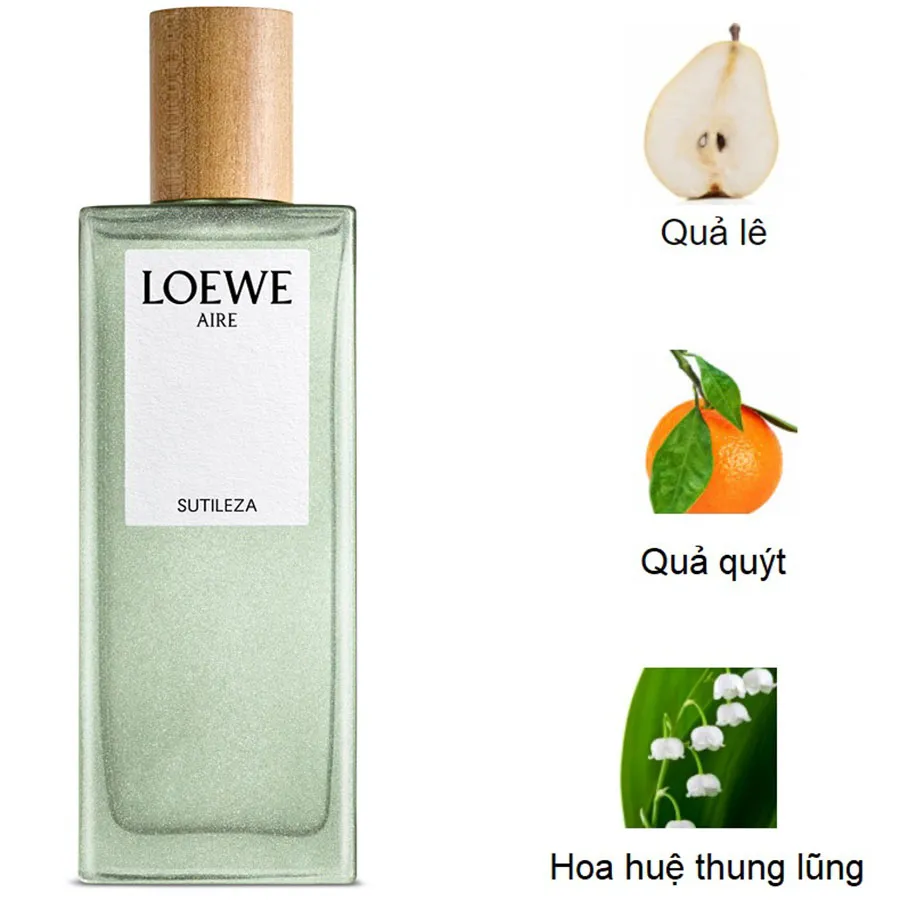 LOEWE
AIRE
SUTILEZA
Quả lê
Quả quýt
Hoa huệ thung lũng